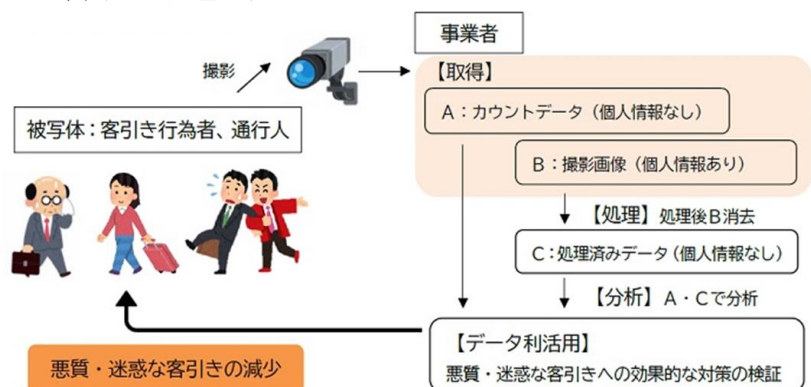 事業者
撮影
【取得】
A：カウントデータ（個人情報なし）
被写体：客引き行為者、通行人
B：撮影画像（個人情報あり）
【処理】処理後B消去
C：処理済みデータ（個人情報なし）
【分析】A・Cで分析
【データ利活用】
悪質・迷惑な客引きへの効果的な対策の検証
悪質・迷惑な客引きの減少